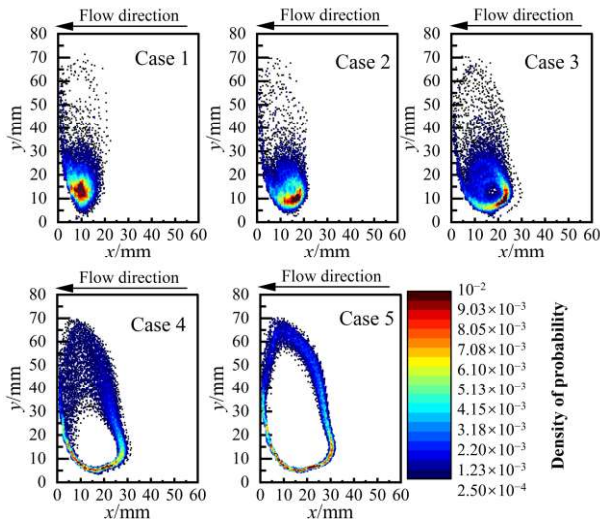 Flow direction Flow direction Flow direction
Case 1 Case 2 Case 3
80 80 80
70 70 70
60 60 60
50 50 50
40 40 40
30 30 30
20 20 20
10 10 10
0 0 0
y/mm y/mm y/mm
0 10 20 30 40 50 60 0 10 20 30 40 50 60 0 10 20 30 40 50 60
x/mm x/mm x/mm
Flow direction Flow direction
Case 4 Case 5
80 80
70 70
60 60
50 50
40 40
30 30
20 20
10 10
0 0
y/mm y/mm
0 10 20 30 40 50 60 0 10 20 30 40 50 60
x/mm x/mm
10⁻²
9.03×10⁻³
8.05×10⁻³
7.08×10⁻³
6.10×10⁻³
5.13×10⁻³
4.15×10⁻³
3.18×10⁻³
2.20×10⁻³
1.23×10⁻³
2.50×10⁻⁴
Density of probability